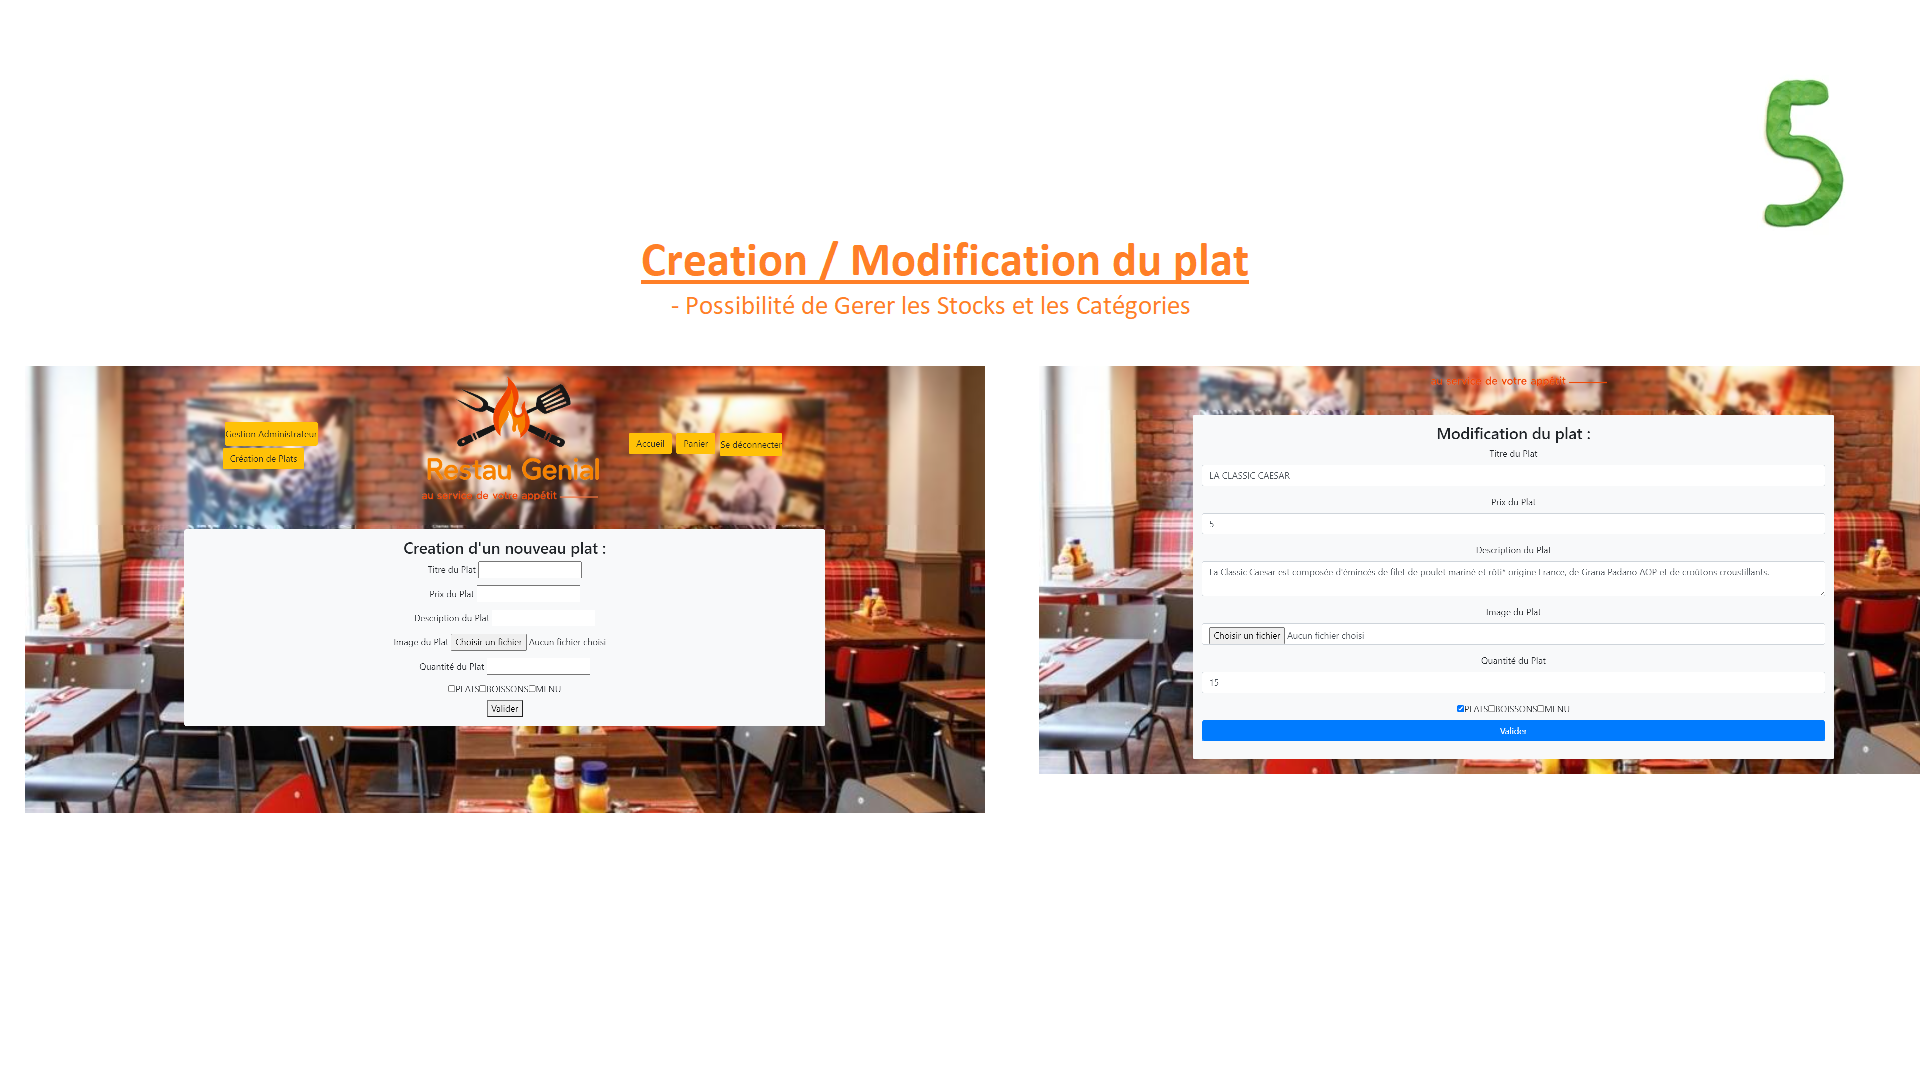 5
Creation / Modification du plat
- Possibilité de Gerer les Stocks et les Catégories
Gestion Administrateur
Création de Plats
Restau Genial
au service de votre appétit
Accueil
Panier
Se déconnecter
Creation d'un nouveau plat :
Titre du Plat
Prix du Plat
Description du Plat
Image du Plat Choisir un fichier Aucun fichier choisi
Quantité du Plat
PLATS BOISSONS MENU
Valider
au service de votre appétit
Modification du plat :
Titre du Plat
LA CLASSIC CAESAR
Prix du Plat
5
Description du Plat
La Classic Caesar est composée d'émincés de filet de poulet mariné et rôti* origine France, de Grana Padano AOP et de croûtons croustillants.
Image du Plat
Choisir un fichier Aucun fichier choisi
Quantité du Plat
15
PLATS BOISSONS MENU
Valider